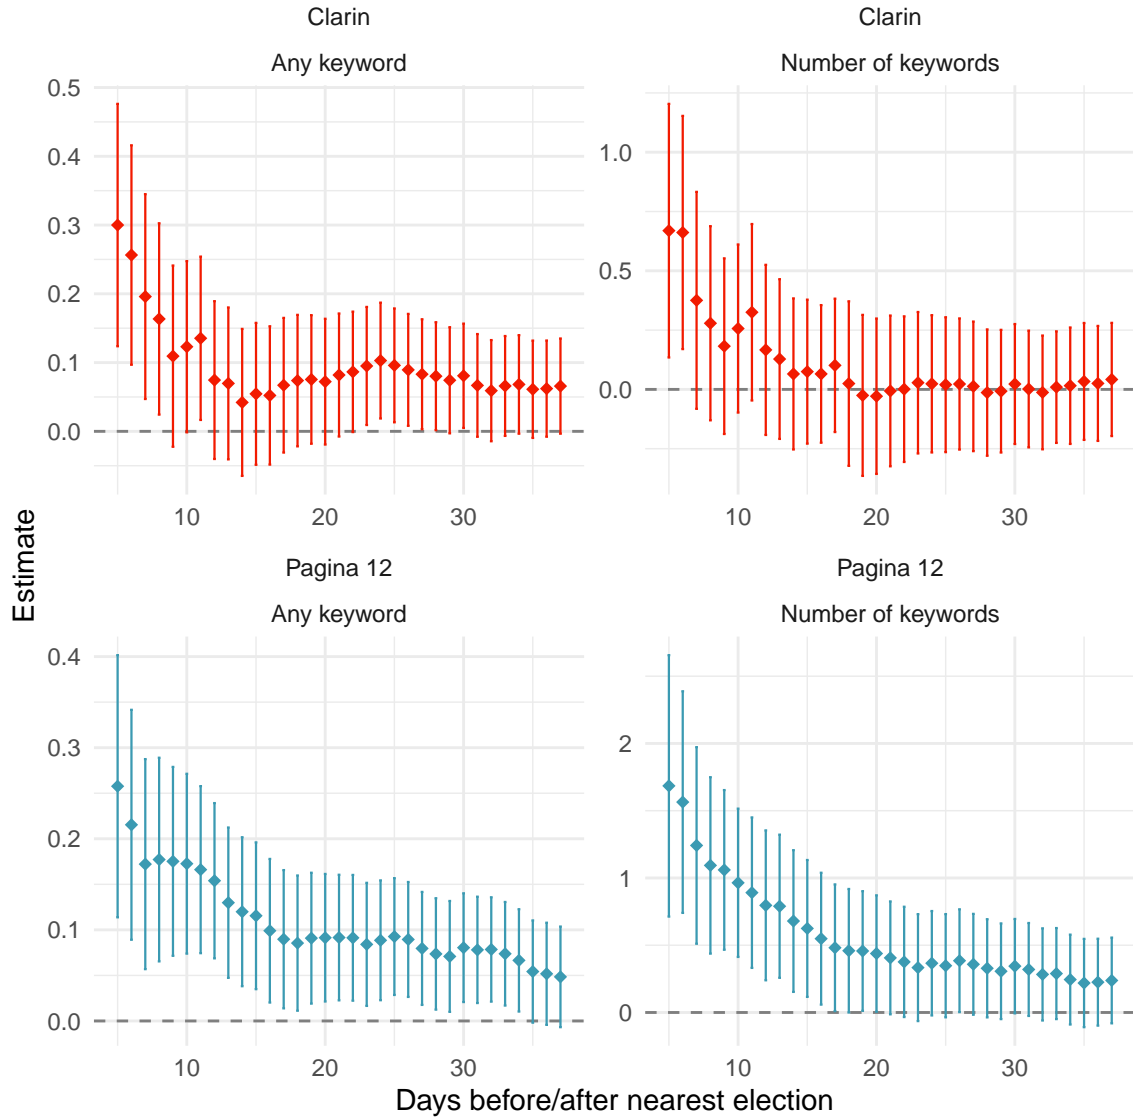 Clarin
Any keyword
0.5
0.4
0.3
0.2
0.1
0.0
10 20 30
Clarin
Number of keywords
1.0
0.5
0.0
10 20 30
Estimate
Pagina 12
Any keyword
0.4
0.3
0.2
0.1
0.0
10 20 30
Pagina 12
Number of keywords
2
1
0
10 20 30
Days before/after nearest election